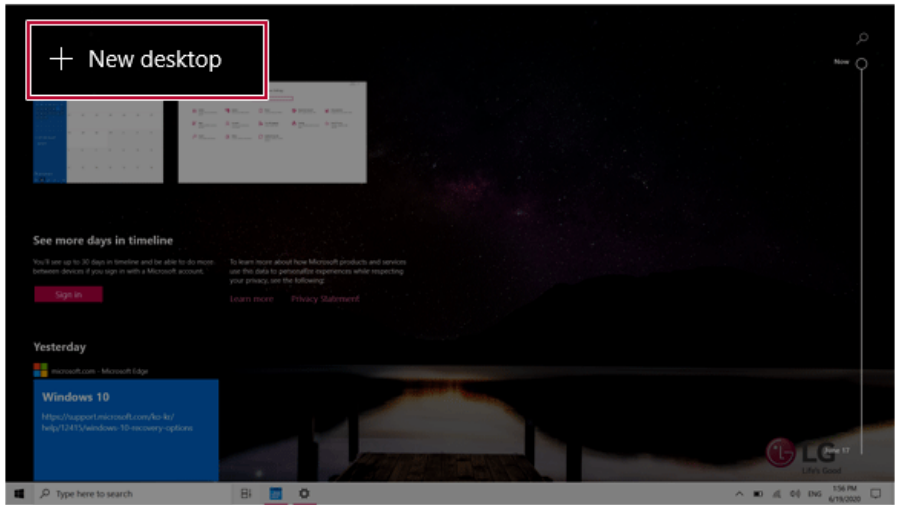 New desktop
Now
See more days in timeline
You'll see up to 30 days in timeline and be able to do more
between devices if you sign in with a Microsoft account.
To learn more about how Microsoft products and services
use this data to personalize experiences while respecting
your privacy, see the following:
Sign in
Learn more Privacy Statement
Yesterday
microsoft.com - Microsoft Edge
Windows 10
https://support.microsoft.com/ko-kr/
help/12415/windows-10-recovery-options
LG
June 17
Life's Good
Type here to search
ENG
1:56 PM
6/19/2020